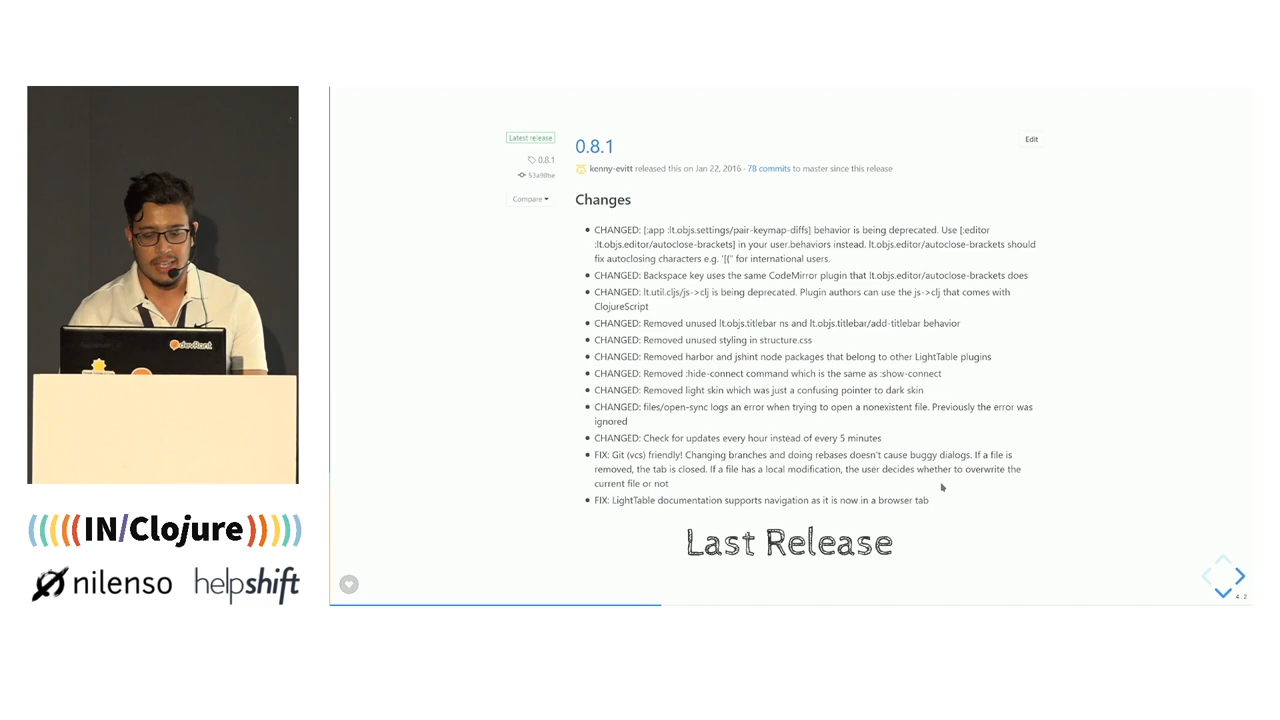 devRank
((((( IN/Clojure )))))
nilenso
helpshift
Latest release
0.8.1
53a9fbe
Compare
0.8.1
Edit
kenny-evitt released this on Jan 22, 2016 · 78 commits to master since this release
Changes
CHANGED: [:app :lt.objs.settings/pair-keymap-diffs] behavior is being deprecated. Use [:editor
:lt.objs.editor/autoclose-brackets] in your user.behaviors instead. lt.objs.editor/autoclose-brackets should
fix autoclosing characters e.g. '[{" for international users.
CHANGED: Backspace key uses the same CodeMirror plugin that lt.objs.editor/autoclose-brackets does
CHANGED: lt.util.cljs/js->clj is being deprecated. Plugin authors can use the js->clj that comes with
ClojureScript
CHANGED: Removed unused lt.objs.titlebar ns and lt.objs.titlebar/add-titlebar behavior
CHANGED: Removed unused styling in structure.css
CHANGED: Removed harbor and jshint node packages that belong to other LightTable plugins
CHANGED: Removed :hide-connect command which is the same as :show-connect
CHANGED: Removed light skin which was just a confusing pointer to dark skin
CHANGED: files/open-sync logs an error when trying to open a nonexistent file. Previously the error was
ignored
CHANGED: Check for updates every hour instead of every 5 minutes
FIX: Git (vcs) friendly! Changing branches and doing rebases doesn't cause buggy dialogs. If a file is
removed, the tab is closed. If a file has a local modification, the user decides whether to overwrite the
current file or not
FIX: LightTable documentation supports navigation as it is now in a browser tab
Last Release
4.2